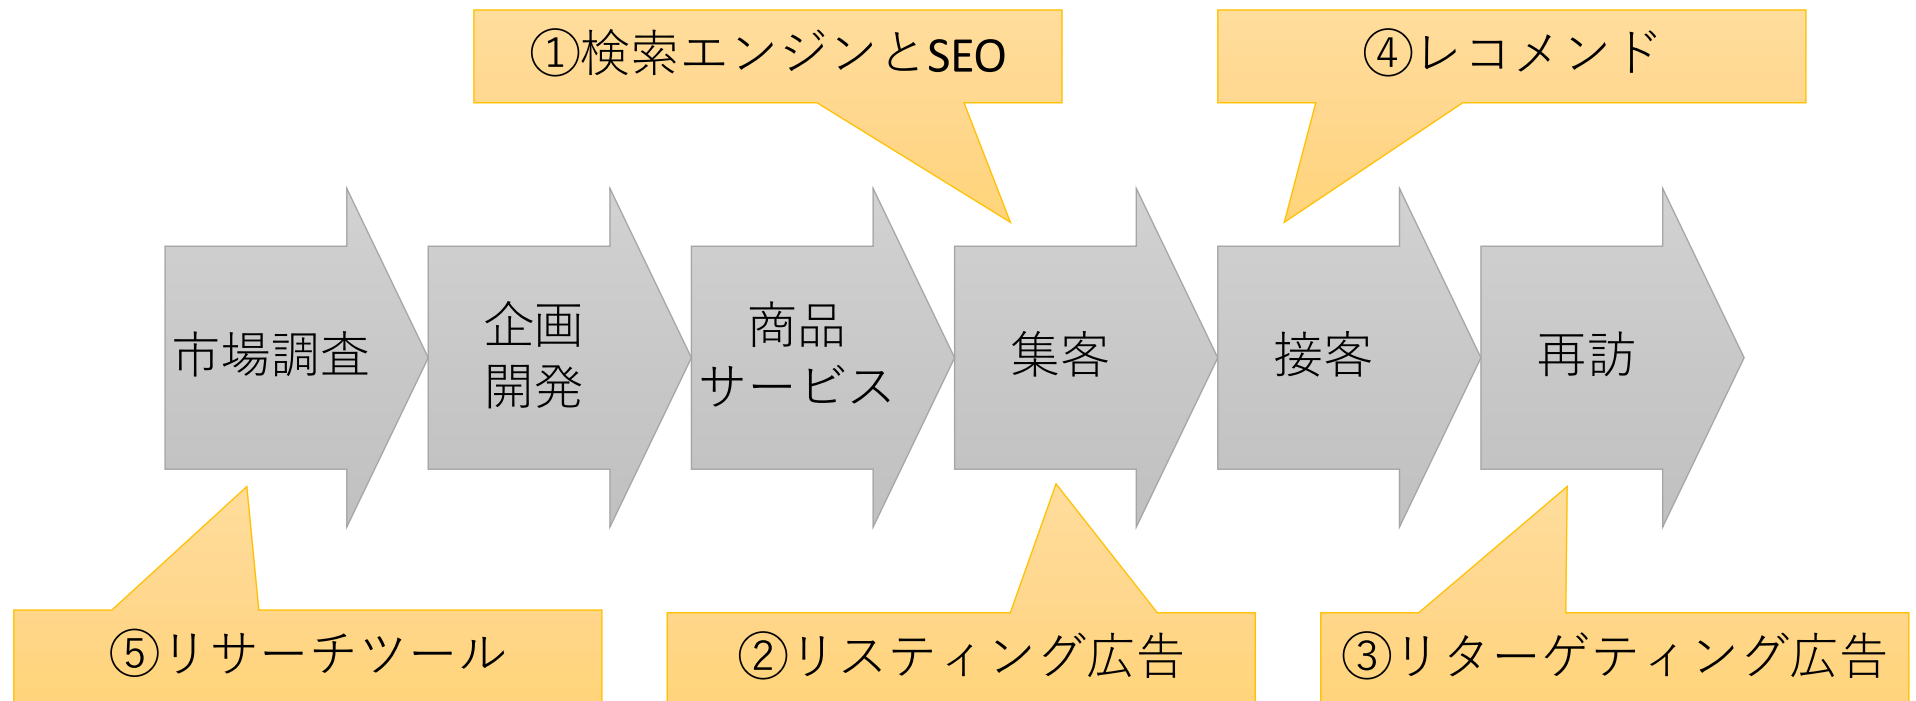 ①検索エンジンとSEO
④レコメンド
市場調査
企画
開発
商品
サービス
集客
接客
再訪
⑤リサーチツール
②リスティング広告
③リターゲティング広告